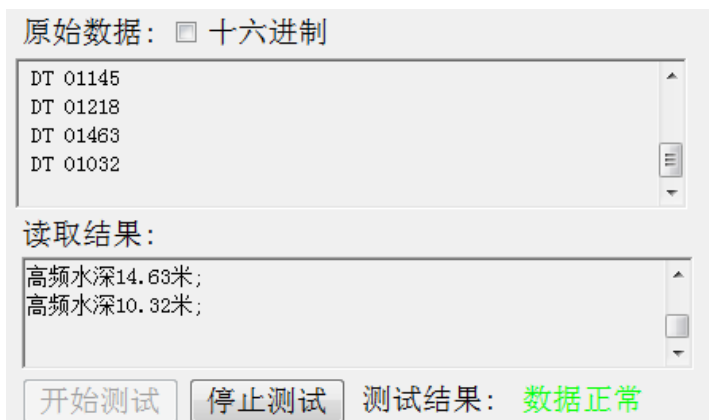 原始数据: 十六进制
DT 01145
DT 01218
DT 01463
DT 01032
读取结果:
高频水深14.63米;
高频水深10.32米;
开始测试 停止测试 测试结果: 数据正常